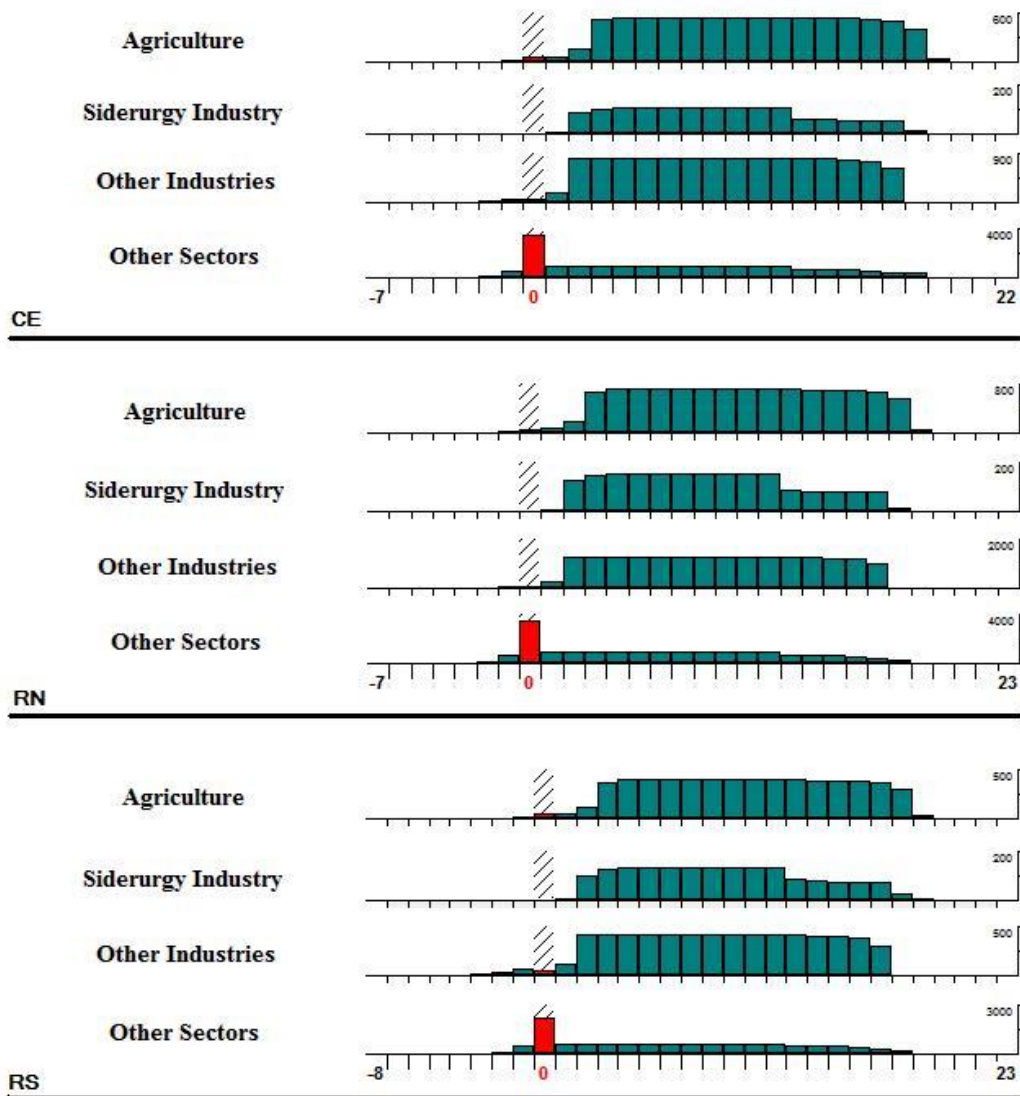 Agriculture
600
Siderurgy Industry
200
Other Industries
900
Other Sectors
4000
-7 0 22
CE
Agriculture
800
Siderurgy Industry
200
Other Industries
2000
Other Sectors
4000
-7 0 23
RN
Agriculture
500
Siderurgy Industry
200
Other Industries
500
Other Sectors
3000
-8 0 23
RS